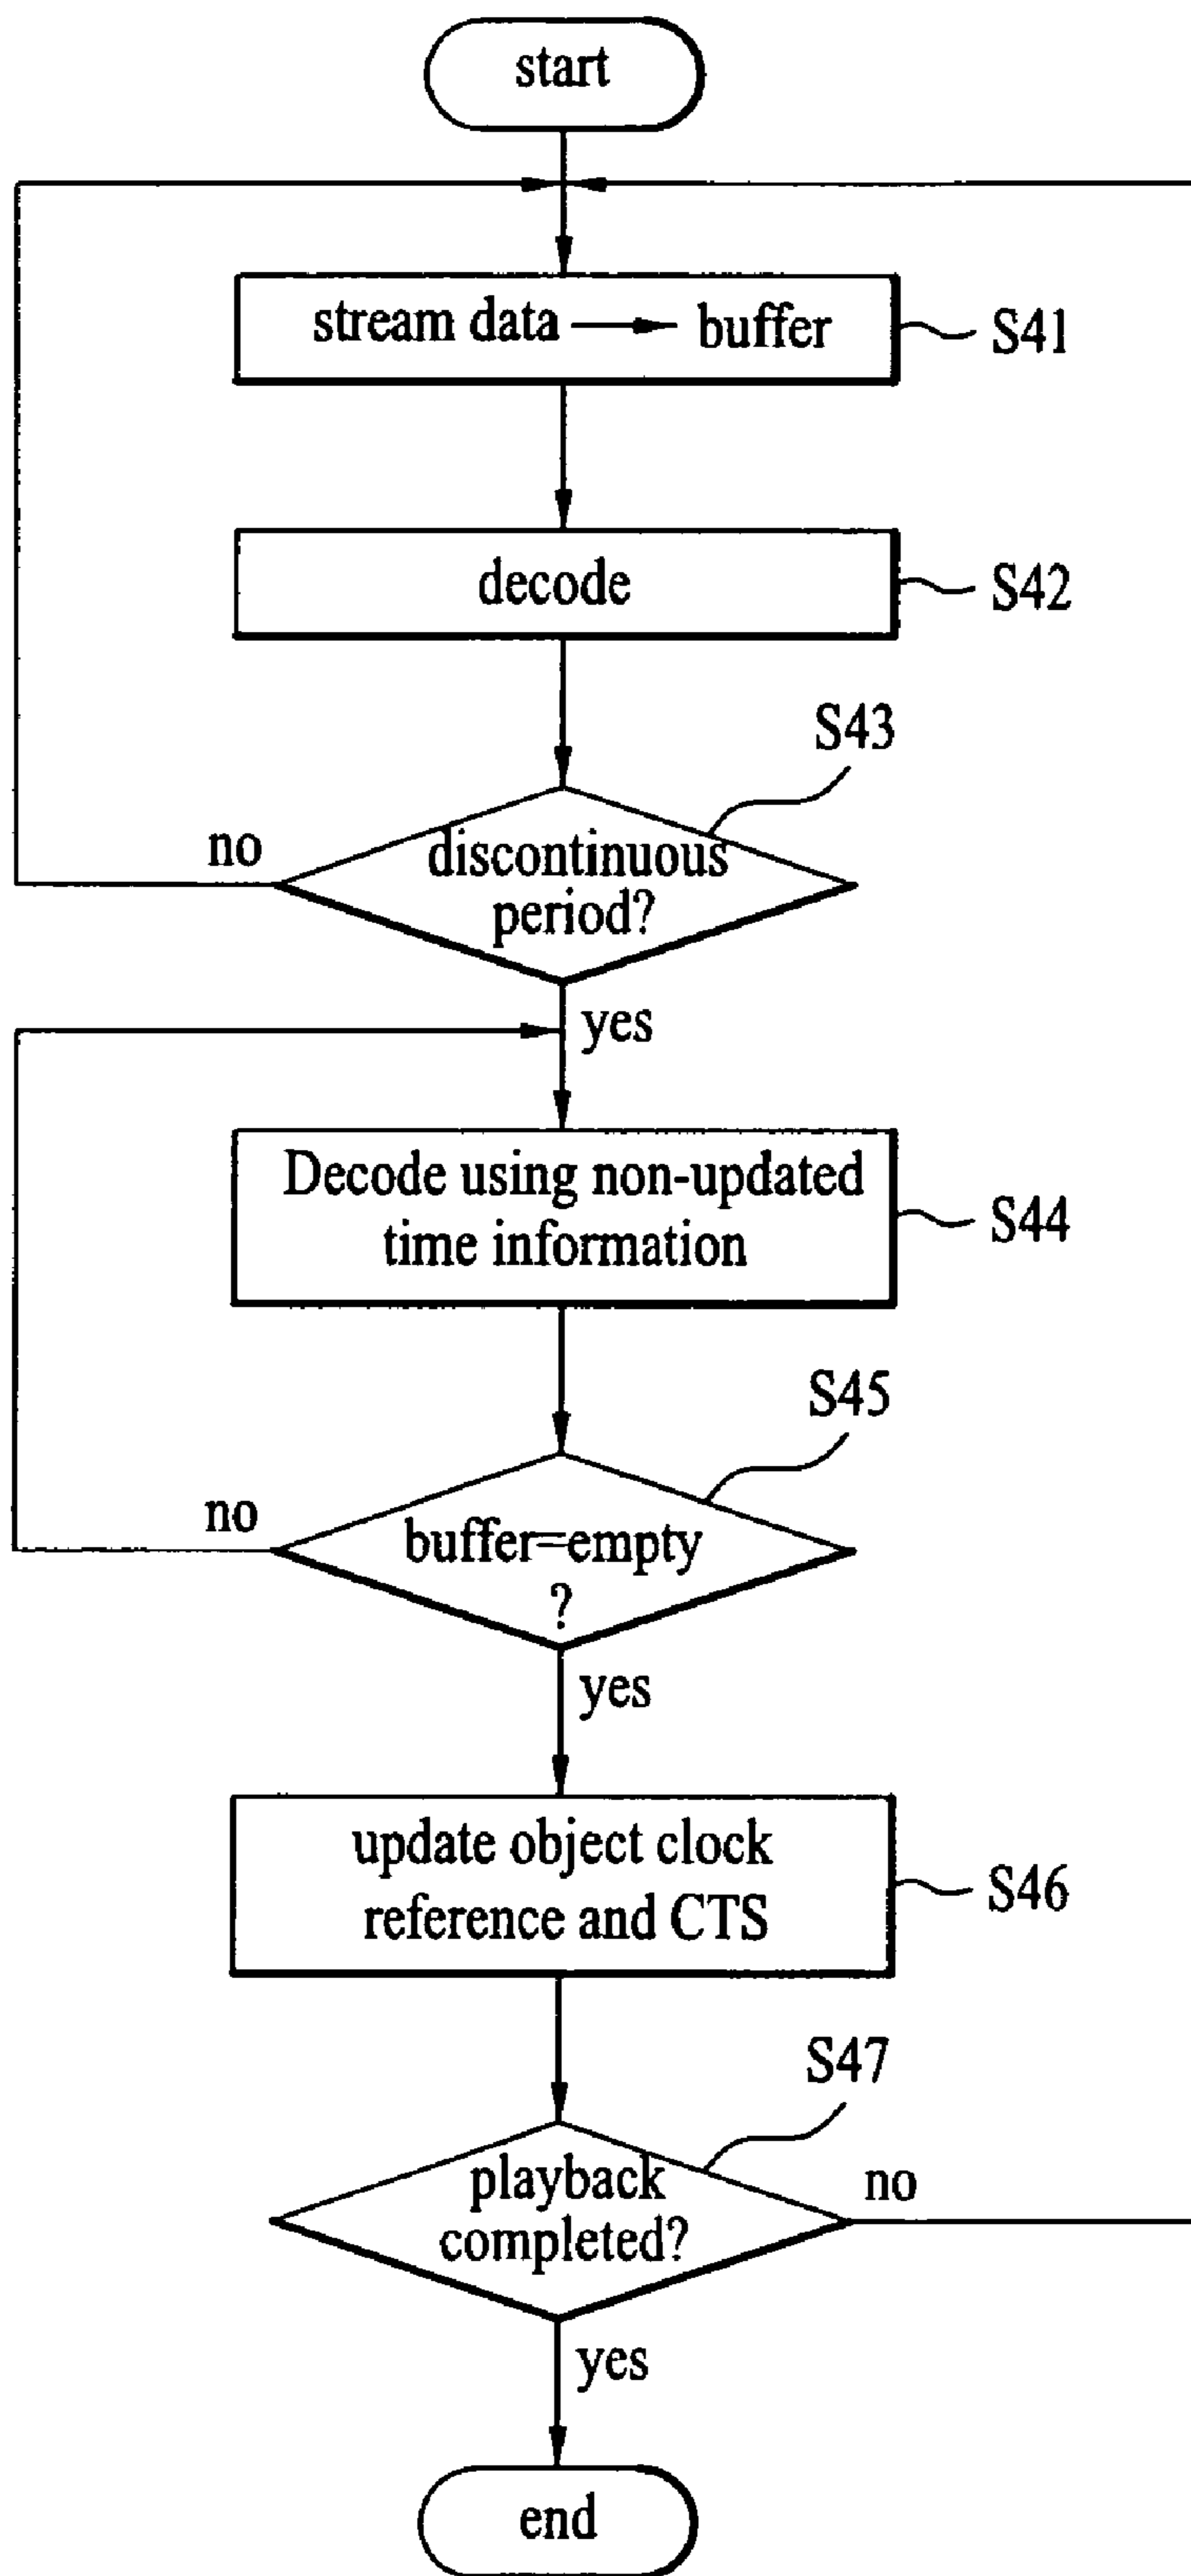 start
stream data → buffer
S41
decode
S42
S43
no
discontinuous
period?
yes
Decode using non-updated
time information
S44
S45
no
buffer=empty
?
yes
update object clock
reference and CTS
S46
S47
playback
completed?
no
yes
end